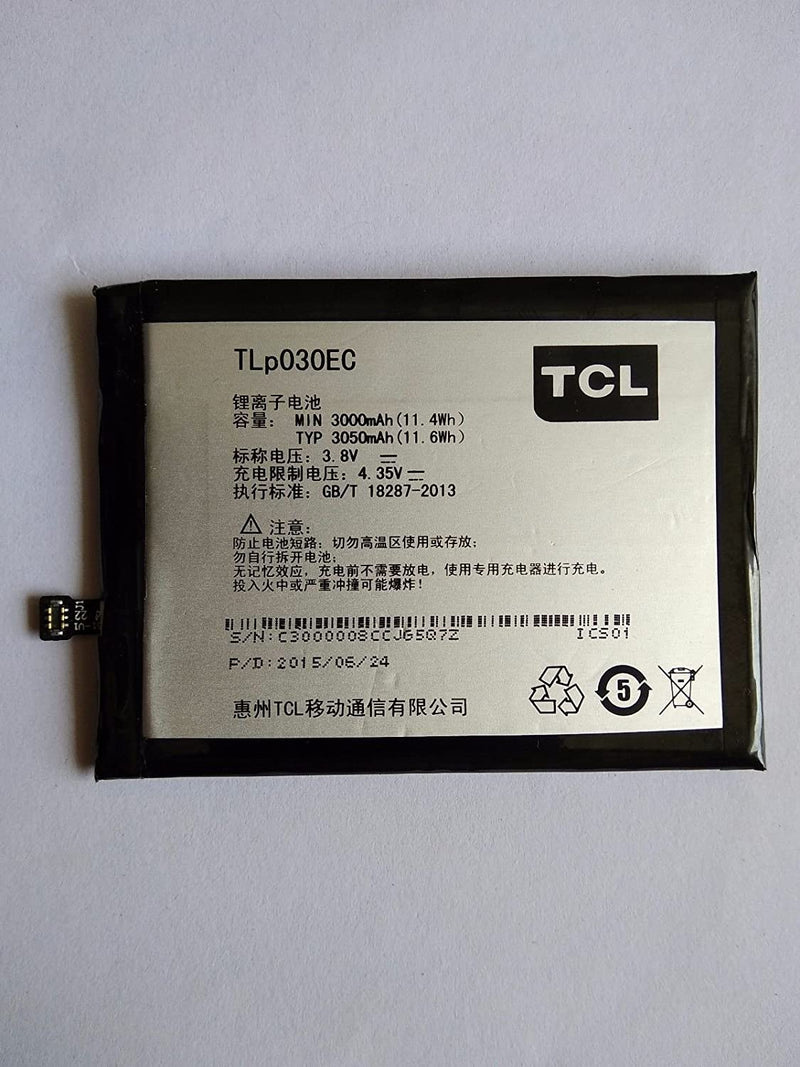 TLp030EC
TCL
锂离子电池
容量： MIN 3000mAh(11.4Wh)
TYP 3050mAh(11.6Wh)
标称电压：3.8V
充电限制电压：4.35V
执行标准：GB/T 18287-2013
注意：
防止电池短路；切勿高温区使用或存放；
勿自行拆开电池；
无记忆效应，充电前不需要放电，使用专用充电器进行充电。
投入火中或严重冲撞可能爆炸！
S/N:C3000008CCJG5Q7Z ICS01
P/D:2015/06/24
惠州TCL移动通信有限公司
5